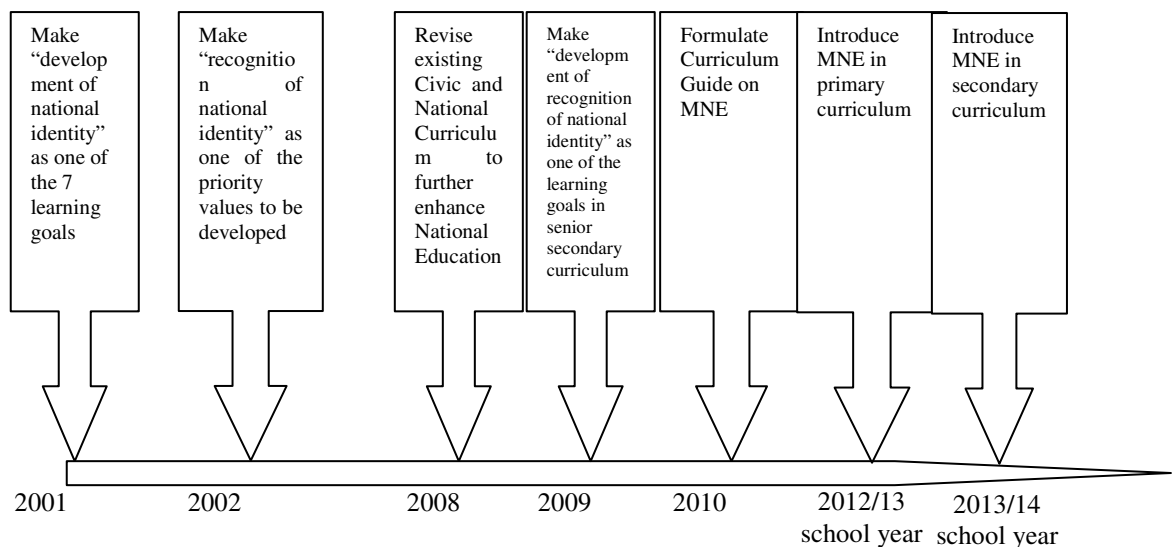 Make
“develop
ment of
national
identity”
as one of
the 7
learning
goals
Make
“recognitio
n of
national
identity” as
one of the
priority
values to be
developed
Revise
existing
Civic and
National
Curriculu
m to
further
enhance
National
Education
Make
“developm
ent of
recognition
of national
identity” as
one of the
learning
goals in
senior
secondary
curriculum
Formulate
Curriculum
Guide on
MNE
Introduce
MNE in
primary
curriculum
Introduce
MNE in
secondary
curriculum
2001
2002
2008
2009
2010
2012/13
school year
2013/14
school year